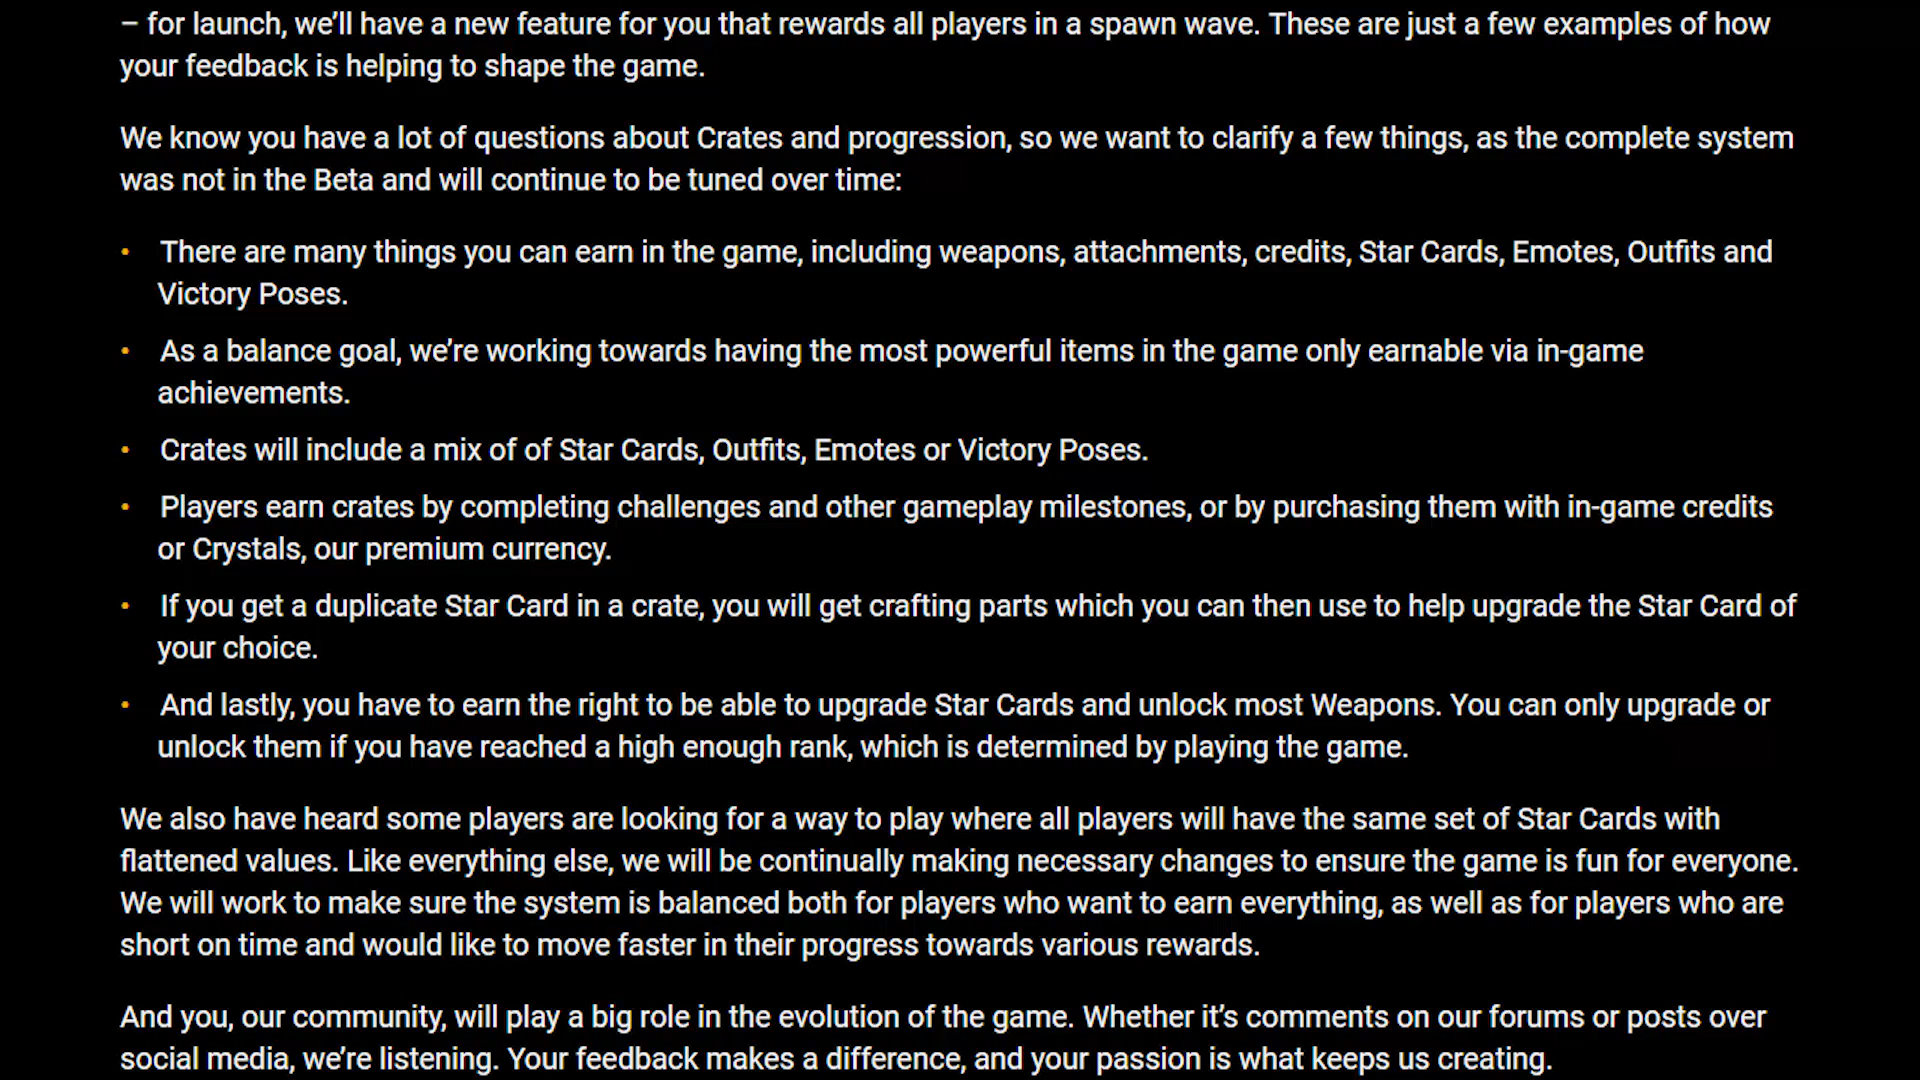 – for launch, we’ll have a new feature for you that rewards all players in a spawn wave. These are just a few examples of how
your feedback is helping to shape the game.
We know you have a lot of questions about Crates and progression, so we want to clarify a few things, as the complete system
was not in the Beta and will continue to be tuned over time:
• There are many things you can earn in the game, including weapons, attachments, credits, Star Cards, Emotes, Outfits and
Victory Poses.
• As a balance goal, we’re working towards having the most powerful items in the game only earnable via in-game
achievements.
• Crates will include a mix of of Star Cards, Outfits, Emotes or Victory Poses.
• Players earn crates by completing challenges and other gameplay milestones, or by purchasing them with in-game credits
or Crystals, our premium currency.
• If you get a duplicate Star Card in a crate, you will get crafting parts which you can then use to help upgrade the Star Card of
your choice.
• And lastly, you have to earn the right to be able to upgrade Star Cards and unlock most Weapons. You can only upgrade or
unlock them if you have reached a high enough rank, which is determined by playing the game.
We also have heard some players are looking for a way to play where all players will have the same set of Star Cards with
flattened values. Like everything else, we will be continually making necessary changes to ensure the game is fun for everyone.
We will work to make sure the system is balanced both for players who want to earn everything, as well as for players who are
short on time and would like to move faster in their progress towards various rewards.
And you, our community, will play a big role in the evolution of the game. Whether it’s comments on our forums or posts over
social media, we’re listening. Your feedback makes a difference, and your passion is what keeps us creating.